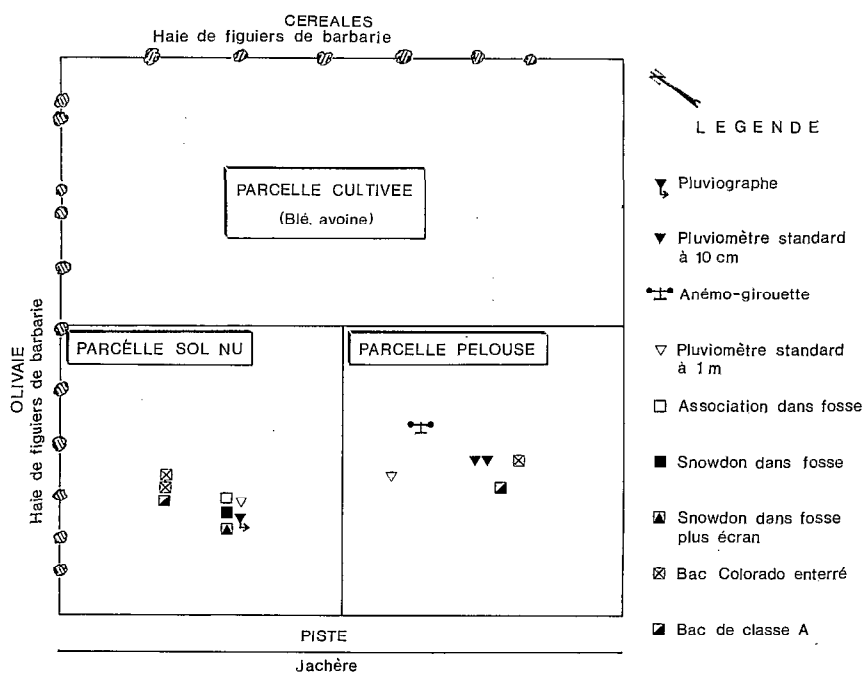 CEREALES
Haie de figuiers de barbarie
N
LEGENDE
PARCELLE CULTIVEE
(Blé, avoine)
Pluviographe
Pluviomètre standard
à 10 cm
Anémo-girouette
OLIVAIE
Haie de figuiers de barbarie
PARCELLE SOL NU
PARCELLE PELOUSE
Pluviomètre standard
à 1 m
Association dans fosse
Snowdon dans fosse
Snowdon dans fosse
plus écran
Bac Colorado enterré
Bac de classe A
PISTE
Jachère